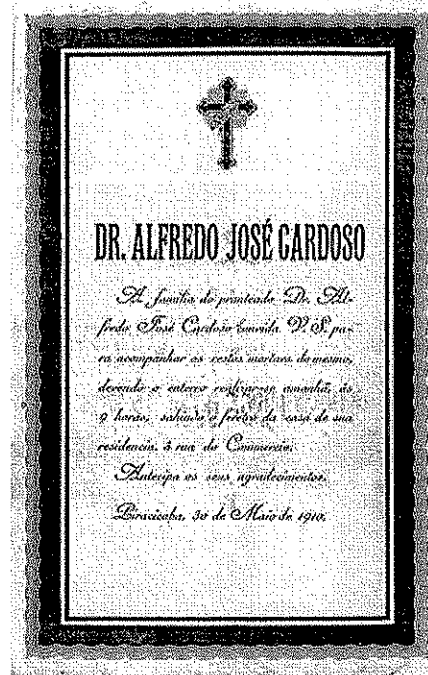 DR. ALFREDO JOSÉ CARDOSO
A familia do pranteado Dr. Al-
fredo José Cardoso convida V. S. pa-
ra acompanhar os restos mortaes do mesmo,
devendo o enterro realizar-se amanhã, ás
9 horas, sahindo o feretro da casa de sua
residencia, á rua do Commercio.
Antecipa os seus agradecimentos.
Piracicaba, 30 de Maio de 1910.